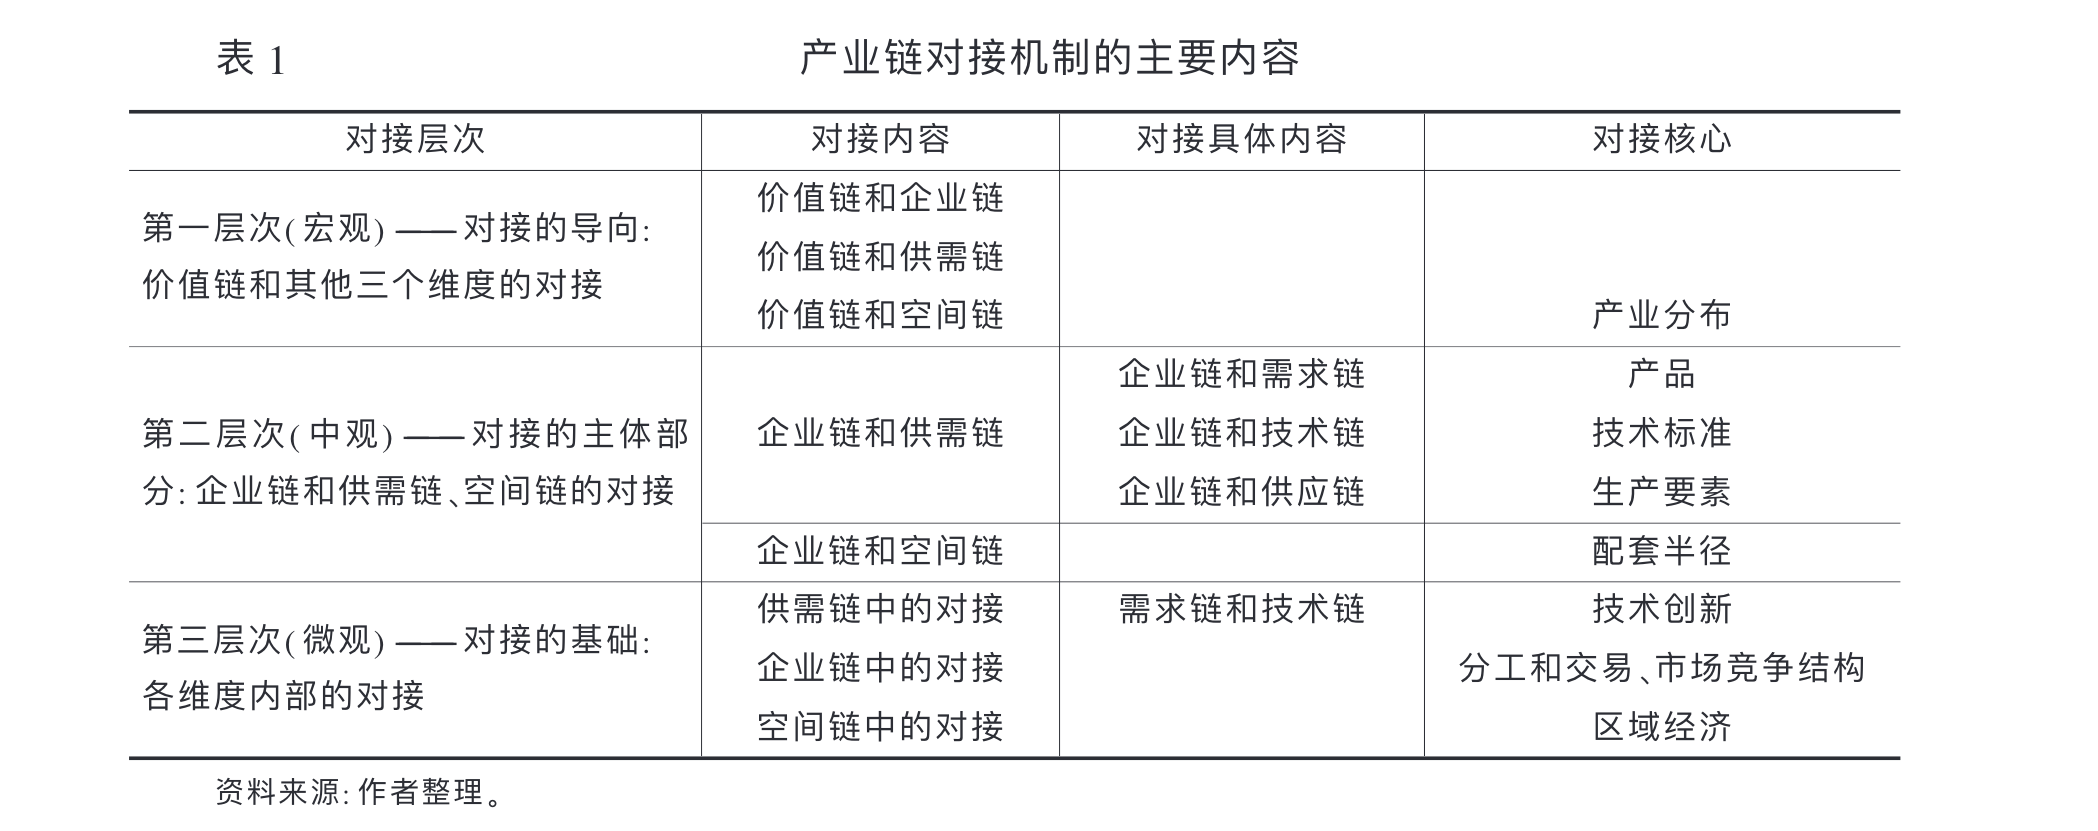 表 1 产业链对接机制的主要内容
对接层次 对接内容 对接具体内容 对接核心
第一层次(宏观)——对接的导向:
价值链和其他三个维度的对接
价值链和企业链
价值链和供需链
价值链和空间链 产业分布
第二层次(中观)——对接的主体部
分:企业链和供需链、空间链的对接
企业链和需求链 产品
企业链和供需链 企业链和技术链 技术标准
企业链和供应链 生产要素
企业链和空间链 配套半径
第三层次(微观)——对接的基础:
各维度内部的对接
供需链中的对接 需求链和技术链 技术创新
企业链中的对接 分工和交易、市场竞争结构
空间链中的对接 区域经济
资料来源:作者整理。